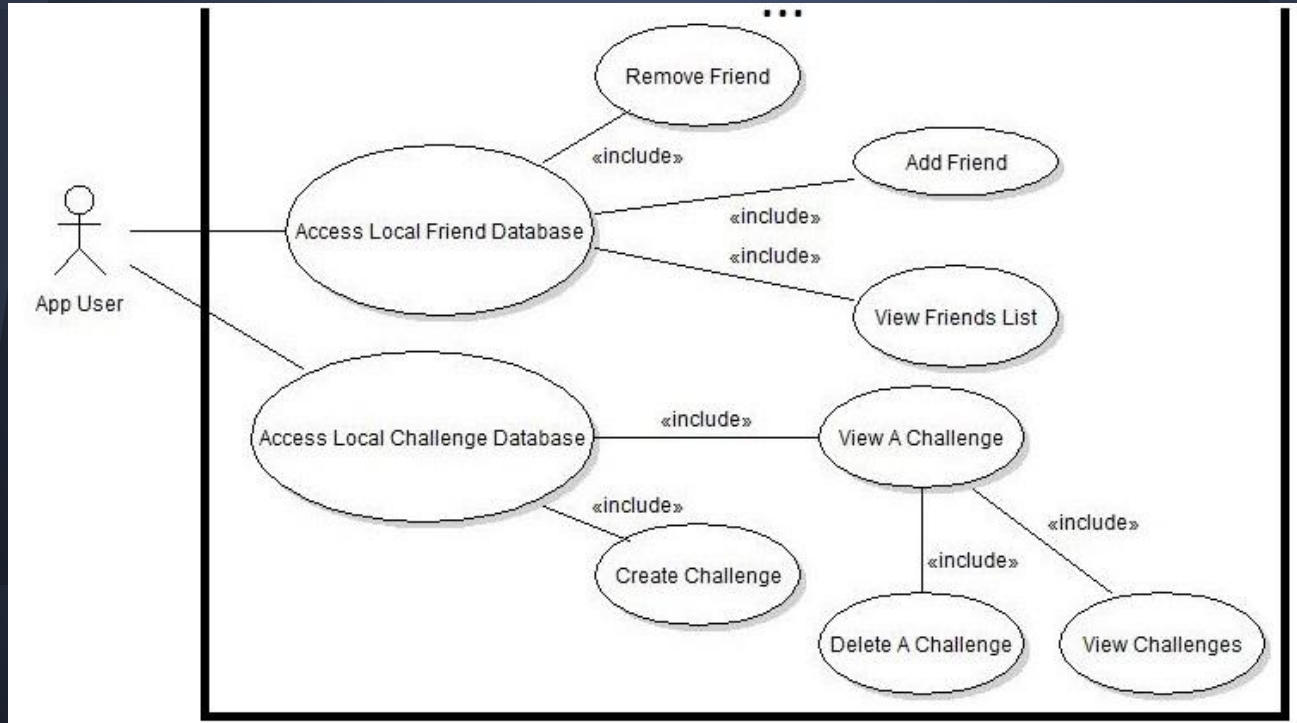 ...
Remove Friend
«include»
Add Friend
«include»
Access Local Friend Database
«include»
App User
View Friends List
«include»
Access Local Challenge Database
View A Challenge
«include»
«include»
«include»
Create Challenge
Delete A Challenge
View Challenges